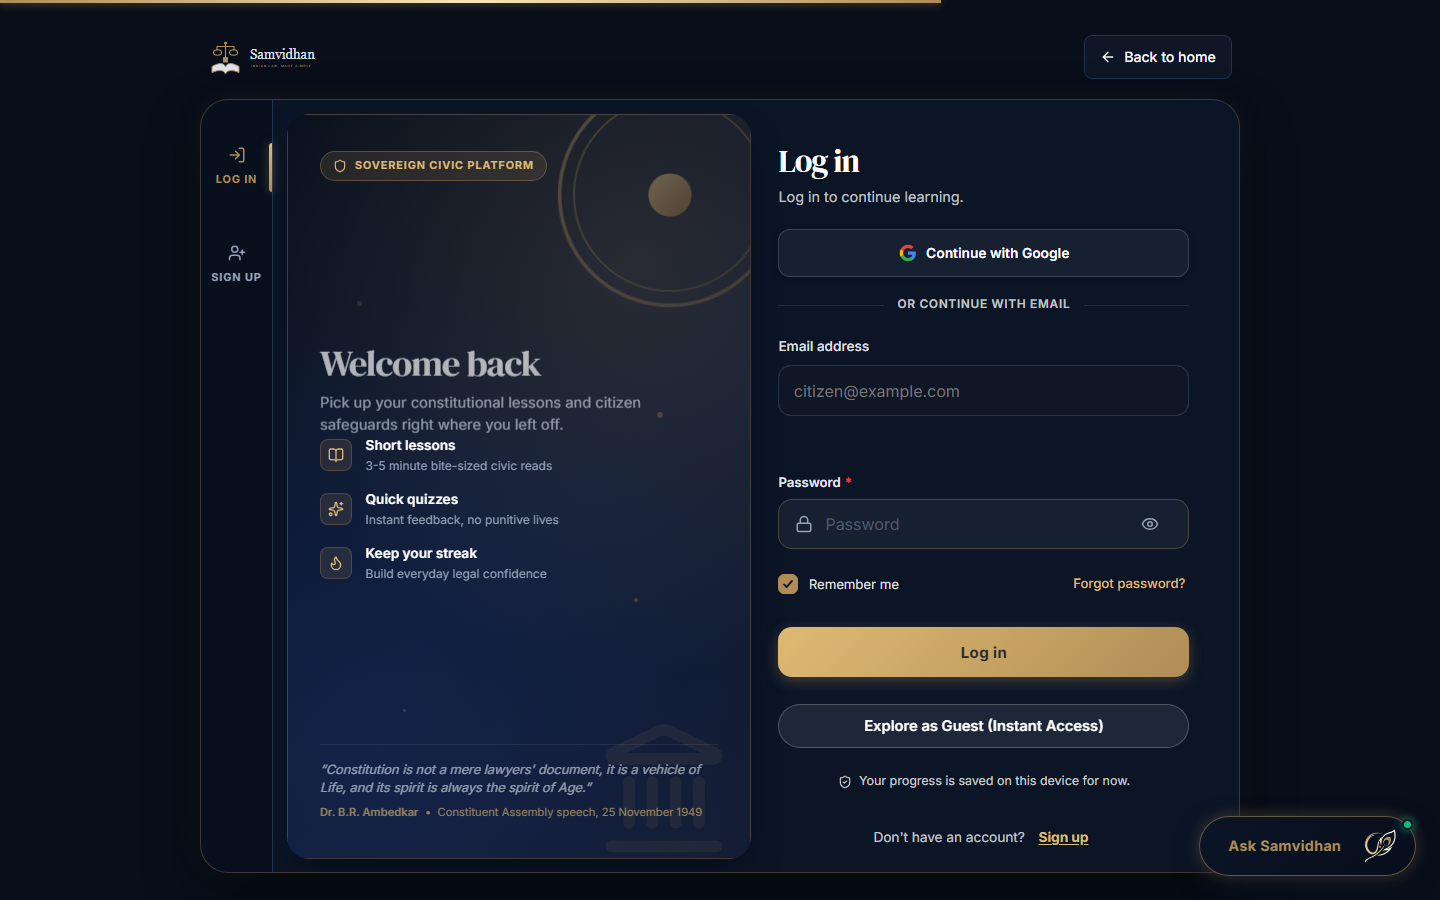 Samvidhan
INDIAN LAW, MADE SIMPLE
Back to home
LOG IN
SIGN UP
SOVEREIGN CIVIC PLATFORM
Welcome back
Pick up your constitutional lessons and citizen
safeguards right where you left off.
Short lessons
3-5 minute bite-sized civic reads
Quick quizzes
Instant feedback, no punitive lives
Keep your streak
Build everyday legal confidence
"Constitution is not a mere lawyers' document, it is a vehicle of
Life, and its spirit is always the spirit of Age."
Dr. B.R. Ambedkar • Constituent Assembly speech, 25 November 1949
Log in
Log in to continue learning.
Continue with Google
OR CONTINUE WITH EMAIL
Email address
citizen@example.com
Password *
Password
Remember me
Forgot password?
Log in
Explore as Guest (Instant Access)
Your progress is saved on this device for now.
Don't have an account? Sign up
Ask Samvidhan